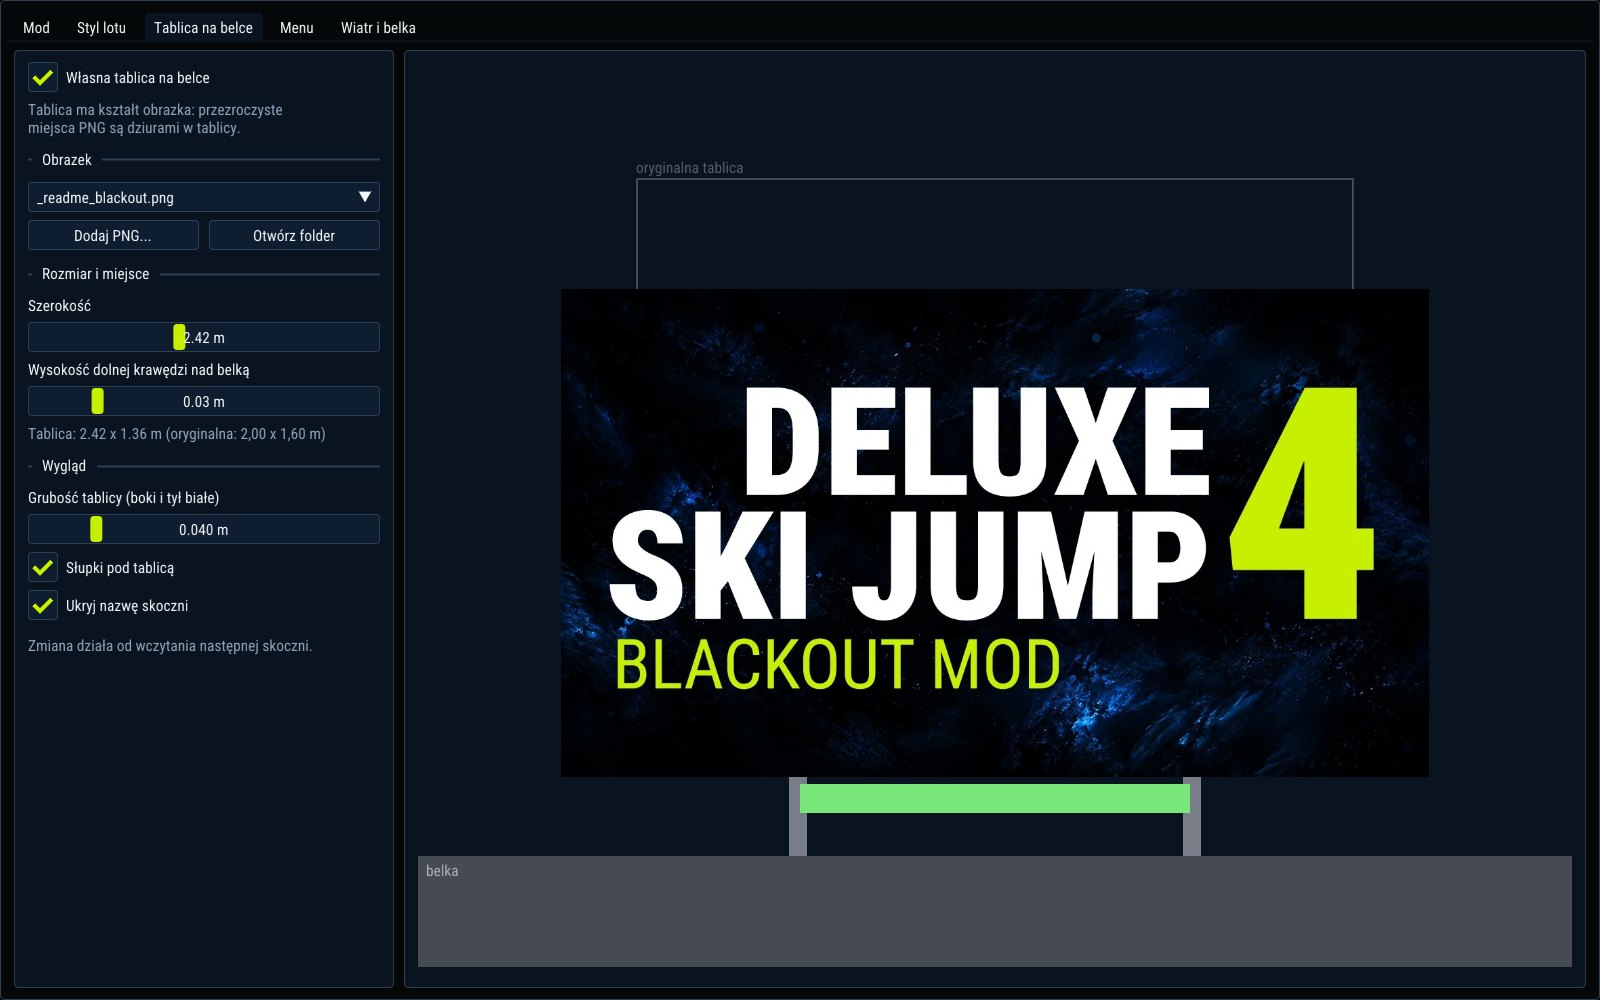 Mod
Styl lotu
Tablica na belce
Menu
Wiatr i belka
Własna tablica na belce
Tablica ma kształt obrazka: przezroczyste
miejsca PNG są dziurami w tablicy.
Obrazek
_readme_blackout.png
Dodaj PNG...
Otwórz folder
Rozmiar i miejsce
Szerokość
2.42 m
Wysokość dolnej krawędzi nad belką
0.03 m
Tablica: 2.42 x 1.36 m (oryginalna: 2,00 x 1,60 m)
Wygląd
Grubość tablicy (boki i tył białe)
0.040 m
Słupki pod tablicą
Ukryj nazwę skoczni
Zmiana działa od wczytania następnej skoczni.
oryginalna tablica
DELUXE
SKI JUMP 4
BLACKOUT MOD
belka